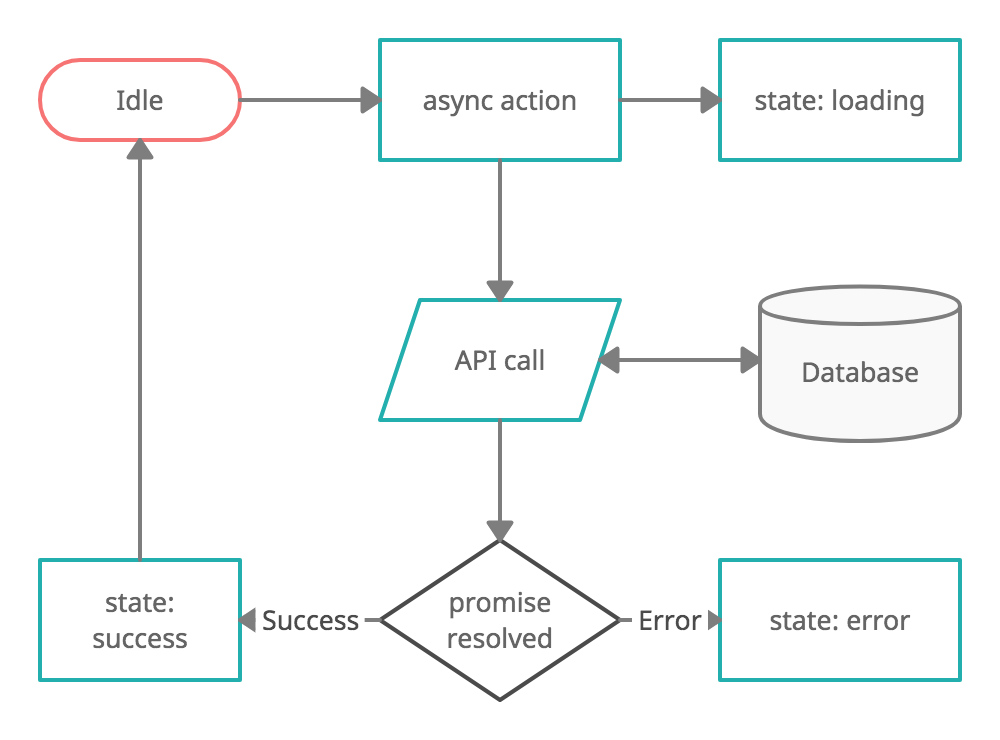 Idle
async action
state: loading
API call
Database
state:
success
Success
promise
resolved
Error
state: error